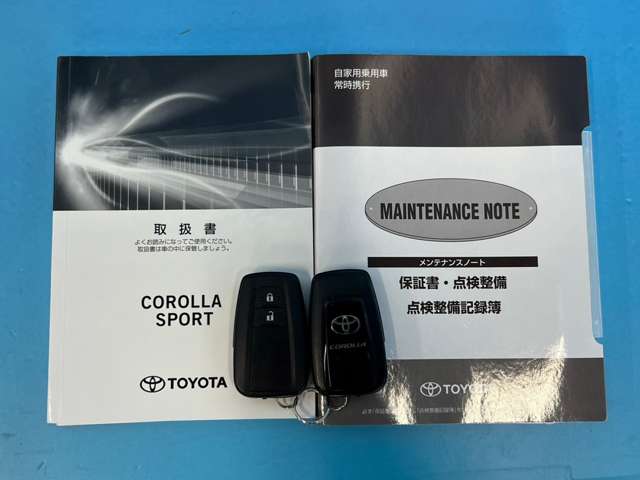 取扱書
よくお読みになってご使用ください。
取扱書は車の中に保管しましょう。
COROLLA
SPORT
TOYOTA
自家用乗用車
常時携行
MAINTENANCE NOTE
メンテナンスノート
保証書・点検整備
点検整備記録簿
TOYOTA
TOYOTA
COROLLA